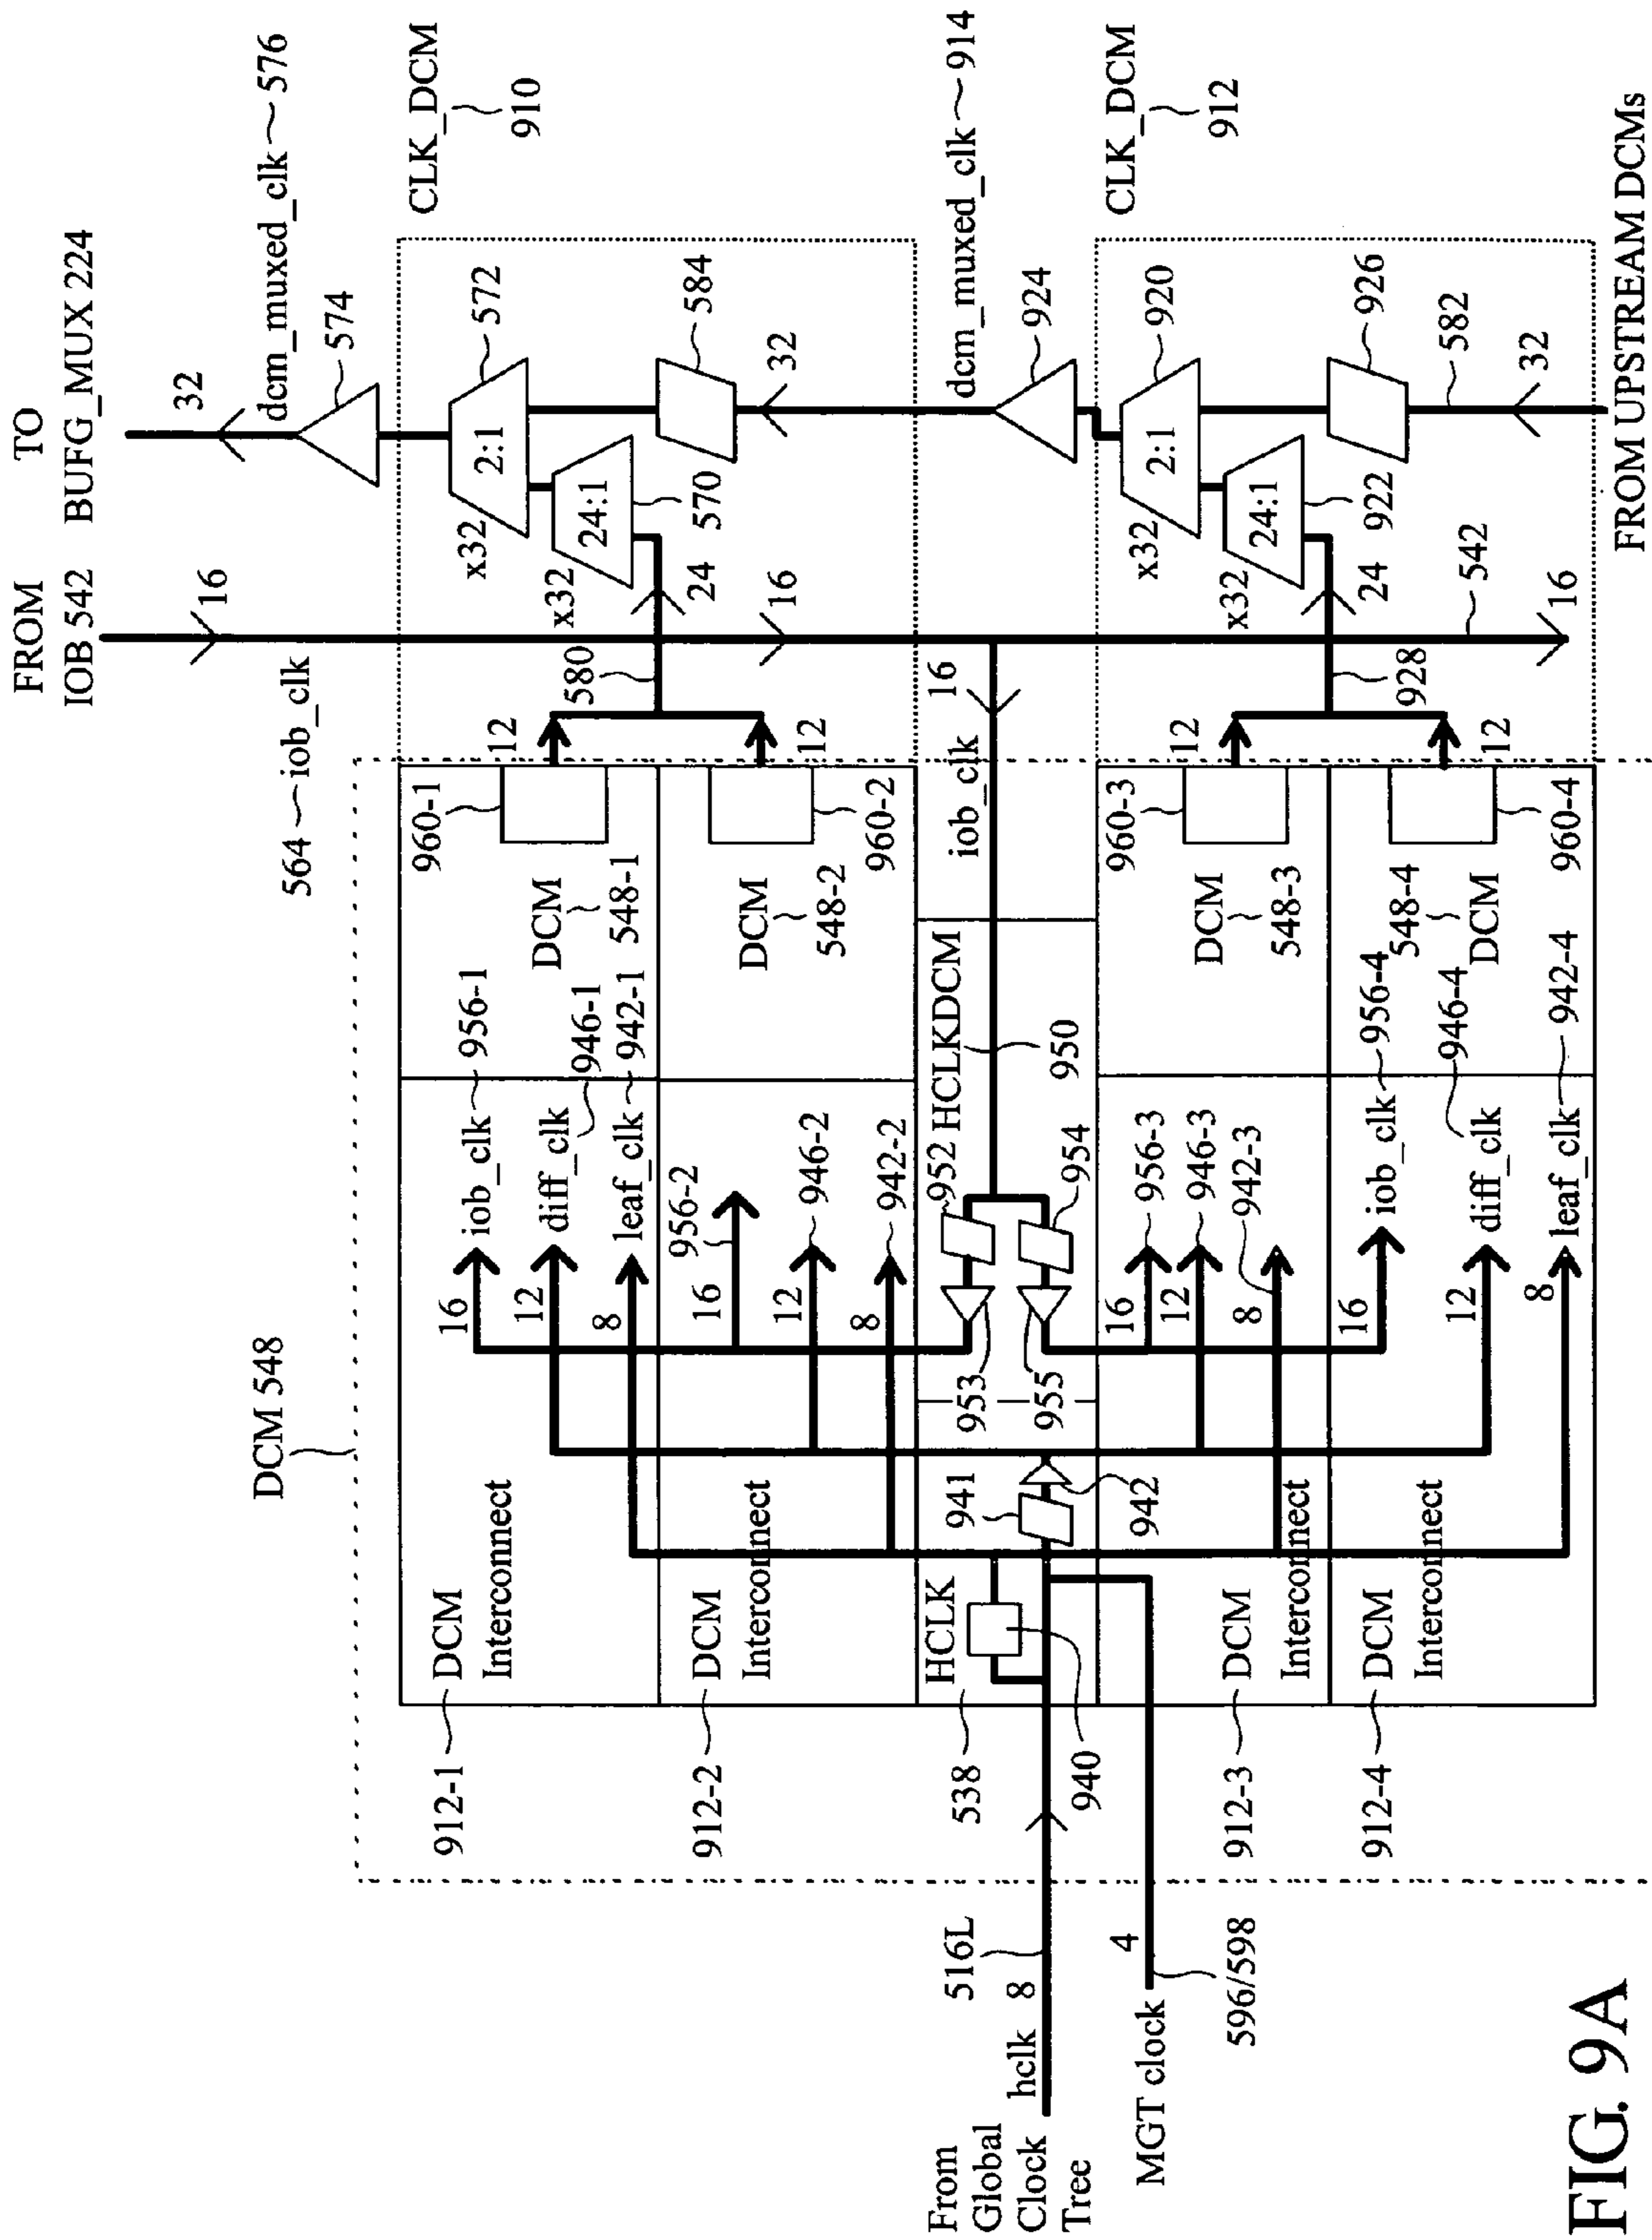 FROM
IOB 542
TO
BUFG_MUX 224
16
32
564 iob_clk
dcm_muxed_clk 576
574
DCM 548
CLK_DCM
910
x32
2:1
572
x32
24:1
570
584
580
24
16
32
12
12
960-1
DCM
548-1
960-2
DCM
548-2
956-1
iob_clk
946-1
diff_clk
942-1
leaf_clk
16
12
8
956-2
16
946-2
12
942-2
8
912-1
DCM
Interconnect
912-2
DCM
Interconnect
dcm_muxed_clk 914
924
16
iob_clk
HCLKDCM
950
952
954
953
955
941
942
HCLK
538
940
516L
From
Global
Clock
Tree
hclk 8
MGT clock
4
596/598
CLK_DCM
912
x32
2:1
920
x32
24:1
922
926
928
24
542
16
582
32
12
12
960-3
DCM
548-3
960-4
548-4
DCM
956-3
946-3
942-3
16
12
8
956-4
iob_clk
946-4
diff_clk
942-4
leaf_clk
16
12
8
912-3
DCM
Interconnect
912-4
DCM
Interconnect
FROM UPSTREAM DCMs
FIG. 9A